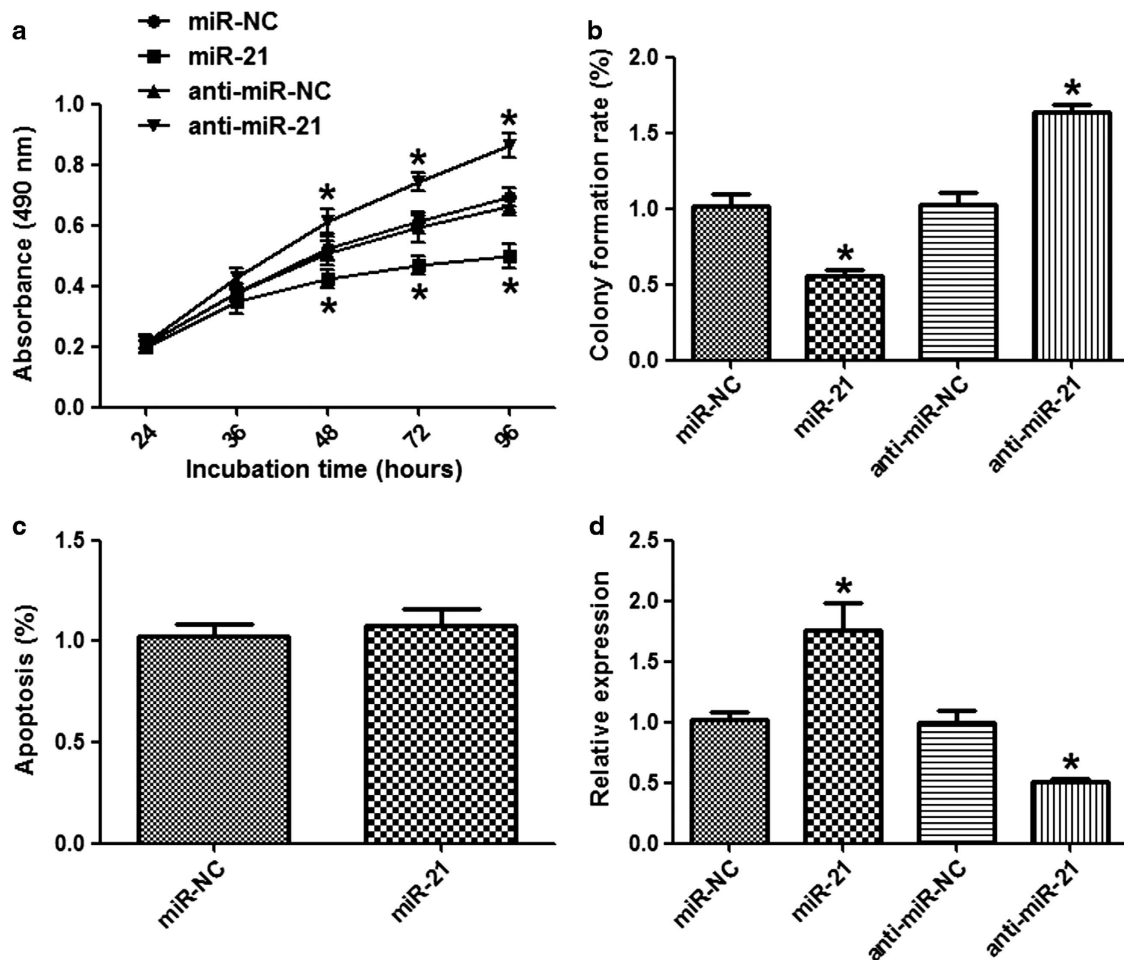 a
miR-NC
miR-21
anti-miR-NC
anti-miR-21
Absorbance (490 nm)
1.0
0.8
0.6
0.4
0.2
0.0
* * *
* * *
24 36 48 72 96
Incubation time (hours)
b
Colony formation rate (%)
2.0
1.5
1.0
0.5
0.0
*
*
miR-NC
miR-21
anti-miR-NC
anti-miR-21
c
Apoptosis (%)
1.5
1.0
0.5
0.0
miR-NC
miR-21
d
Relative expression
2.5
2.0
1.5
1.0
0.5
0.0
*
*
miR-NC
miR-21
anti-miR-NC
anti-miR-21